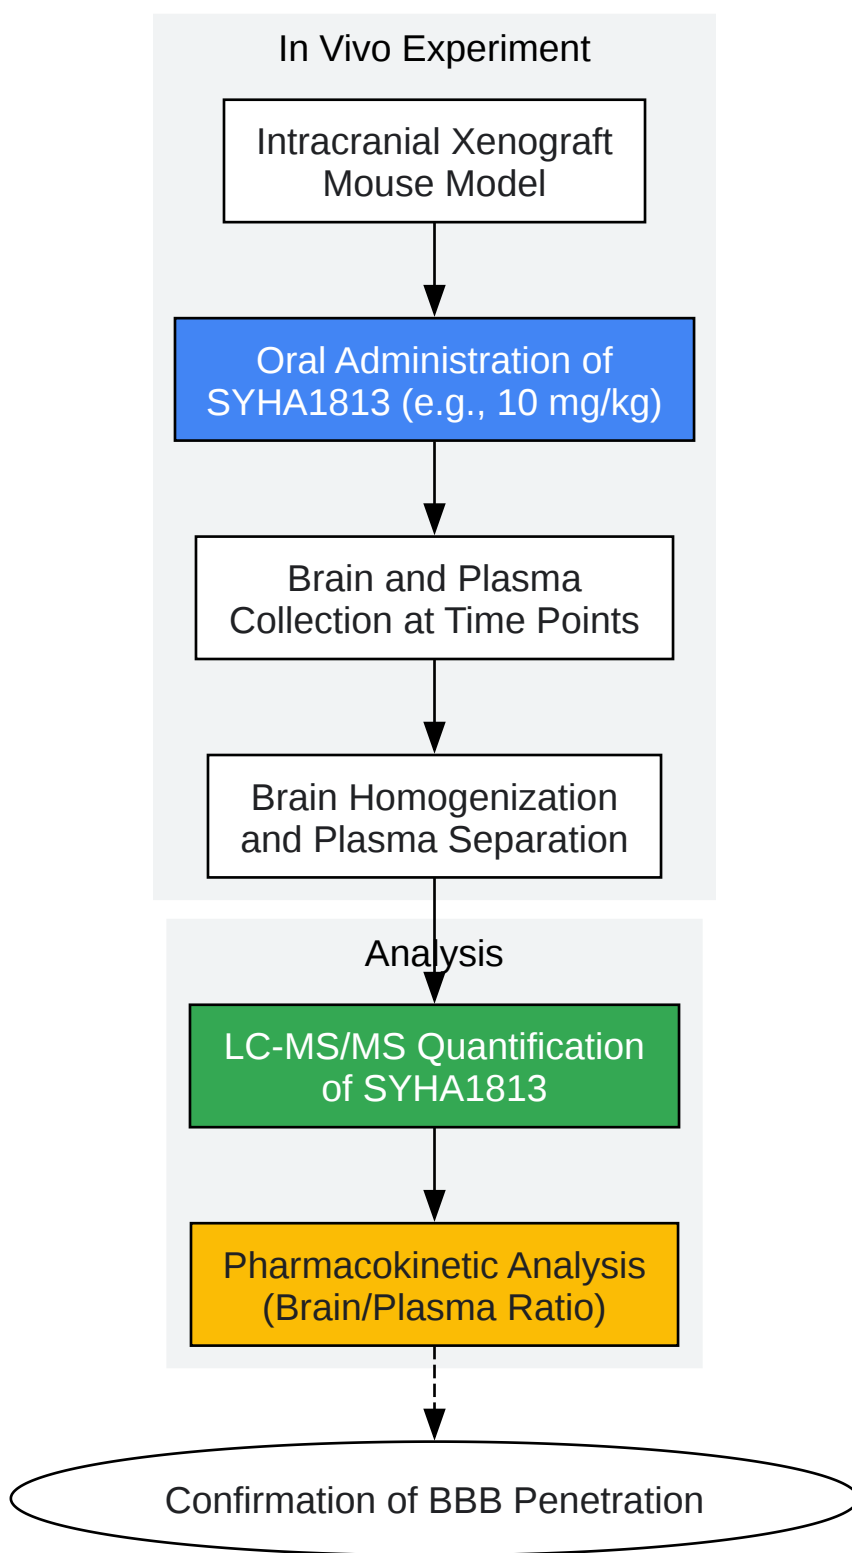 In Vivo Experiment
Intracranial Xenograft
Mouse Model
Oral Administration of
SYHA1813 (e.g., 10 mg/kg)
Brain and Plasma
Collection at Time Points
Brain Homogenization
and Plasma Separation
Analysis
LC-MS/MS Quantification
of SYHA1813
Pharmacokinetic Analysis
(Brain/Plasma Ratio)
Confirmation of BBB Penetration